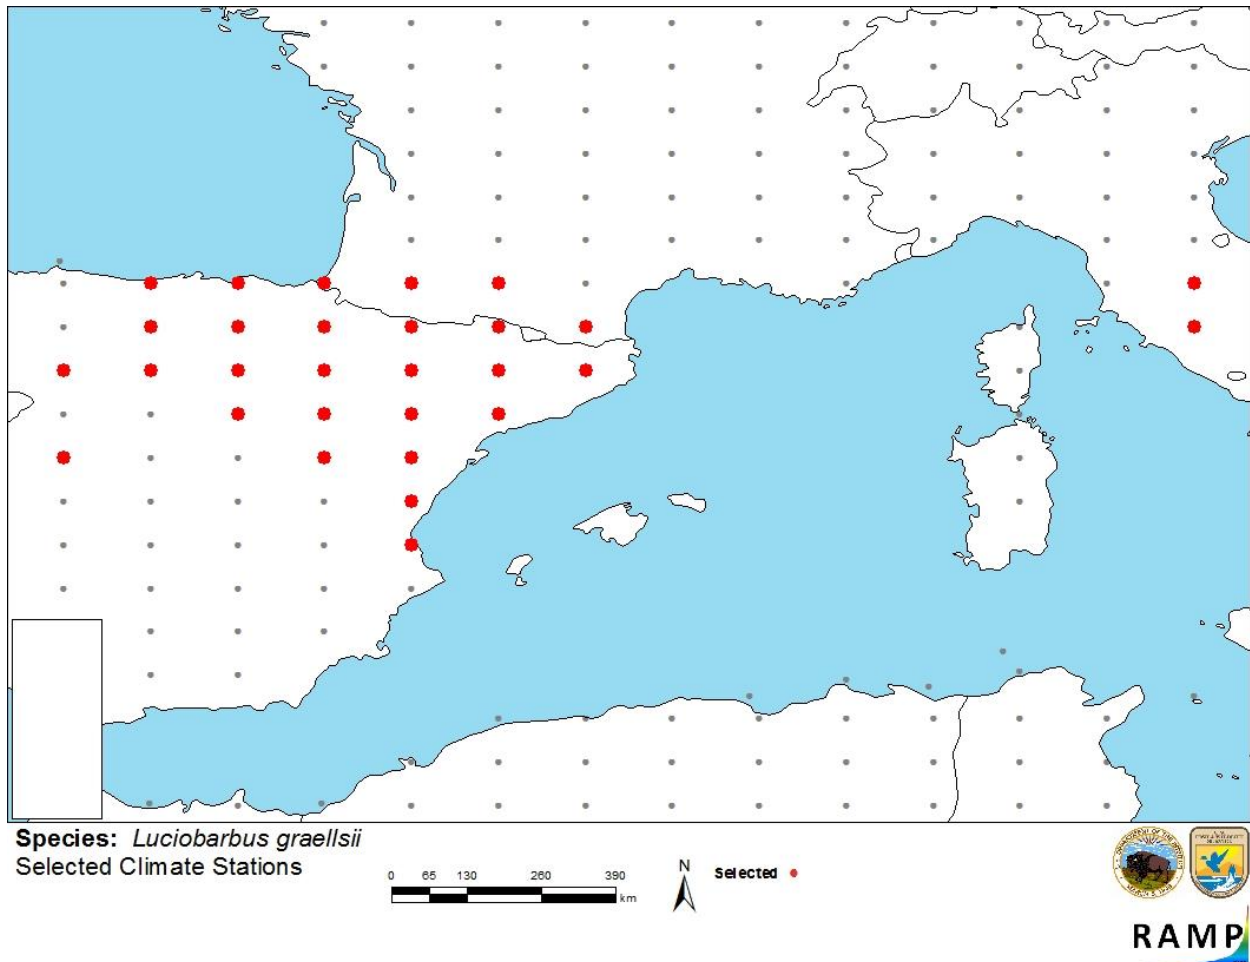 Species: Luciobarbus graellsii
Selected Climate Stations
0 65 130 260 390
km
N
Selected
RAMP